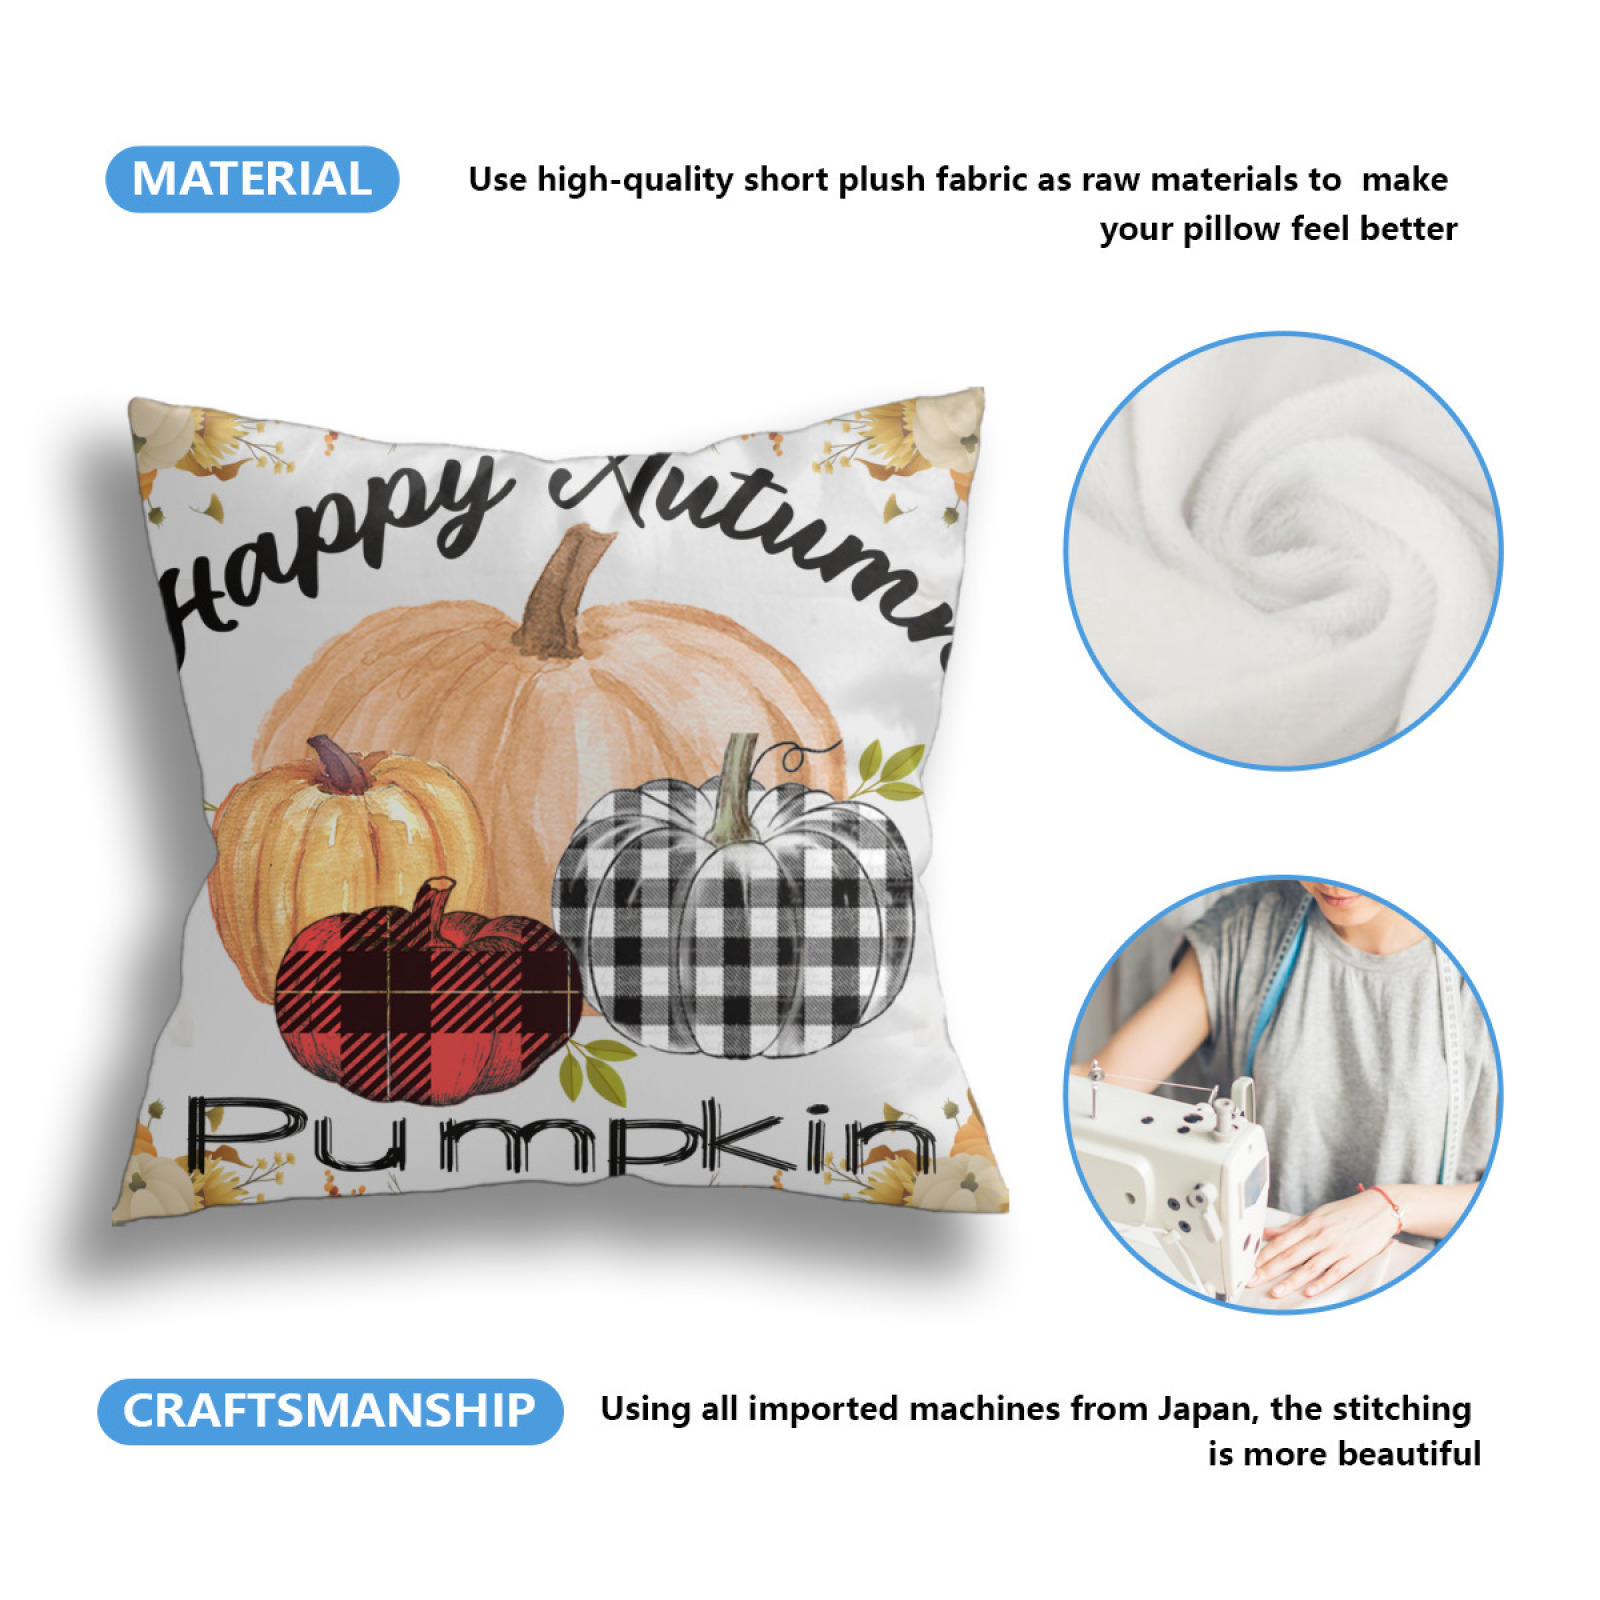 MATERIAL
Use high-quality short plush fabric as raw materials to make
your pillow feel better
Happy Autumn
Pumpkin
CRAFTSMANSHIP
Using all imported machines from Japan, the stitching
is more beautiful